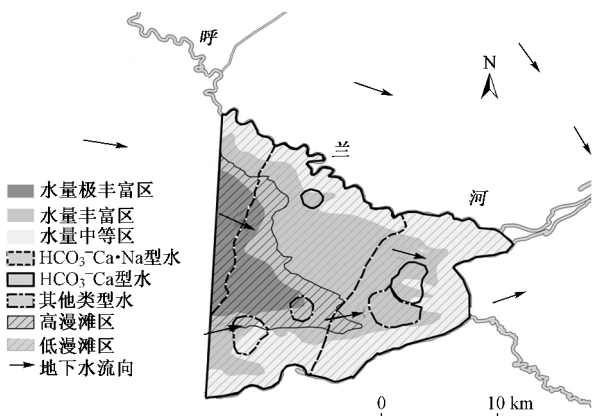 呼
N
兰
河
水量极丰富区
水量丰富区
水量中等区
HCO₃⁻Ca•Na型水
HCO₃⁻Ca型水
其他类型水
高漫滩区
低漫滩区
地下水流向
0 10 km